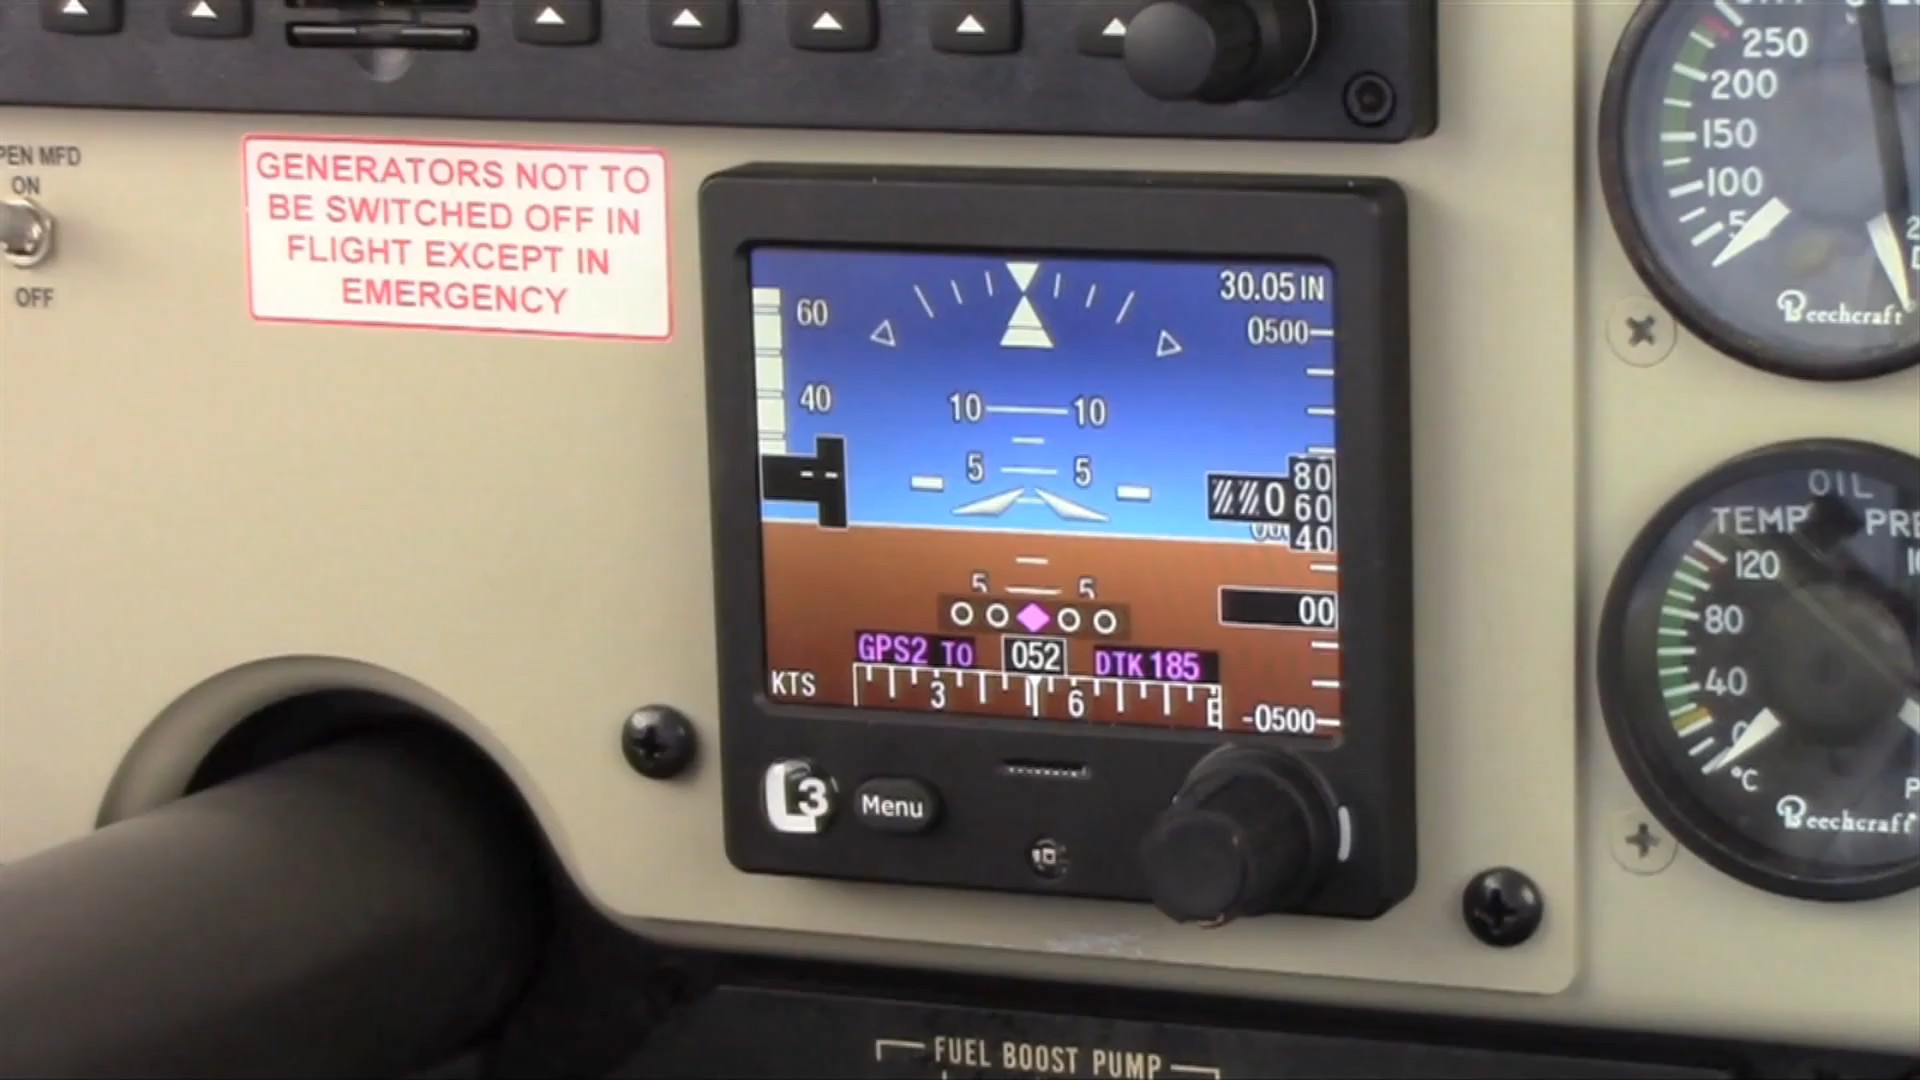 PEN MFD
ON
OFF
GENERATORS NOT TO
BE SWITCHED OFF IN
FLIGHT EXCEPT IN
EMERGENCY
30.05 IN
60
0500
40
10 10
5 5
--
0
80
60
40
00
5 5
00
GPS2 TO
052
DTK 185
KTS
3 6 E
-0500
L3
Menu
250
200
150
100
Beechcraft
OIL
TEMP PRE
120
80
40
0
°C
Beechcraft
FUEL BOOST PUMP